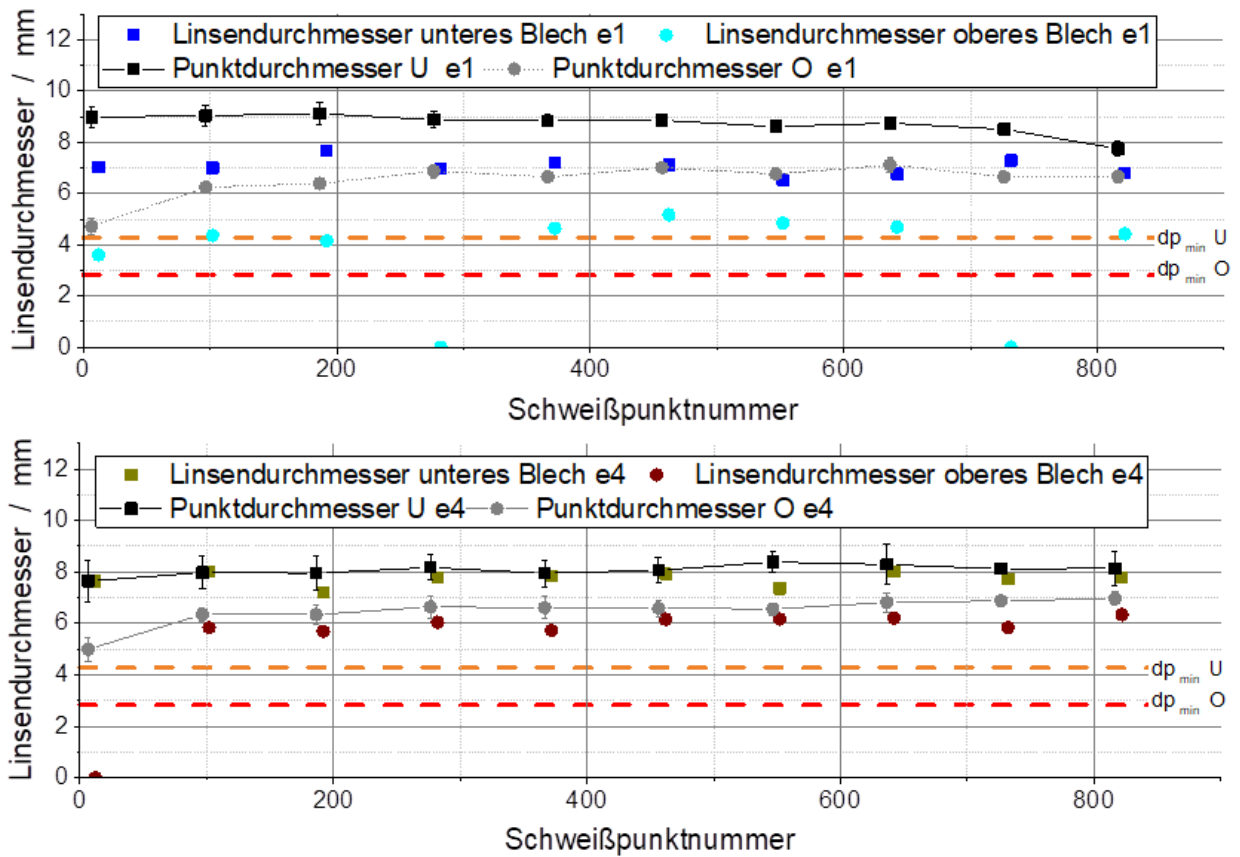 12
10
8
6
4
2
0
Linsendurchmesser / mm
Linsendurchmesser unteres Blech e1
Linsendurchmesser oberes Blech e1
Punktdurchmesser U e1
Punktdurchmesser O e1
dp min U
dp min O
0 200 400 600 800
Schweißpunktnummer
12
10
8
6
4
2
0
Linsendurchmesser / mm
Linsendurchmesser unteres Blech e4
Linsendurchmesser oberes Blech e4
Punktdurchmesser U e4
Punktdurchmesser O e4
dp min U
dp min O
0 200 400 600 800
Schweißpunktnummer